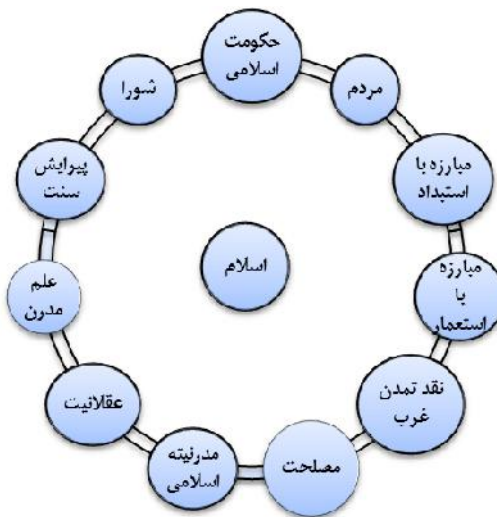 حکومت
اسلامی
مردم
مبارزه با
استبداد
مبارزه
با
استعمار
نقد تمدن
غرب
مصلحت
مدرنیته
اسلامی
عقلانیت
علم
مدرن
پیرایش
سنت
شورا
اسلام